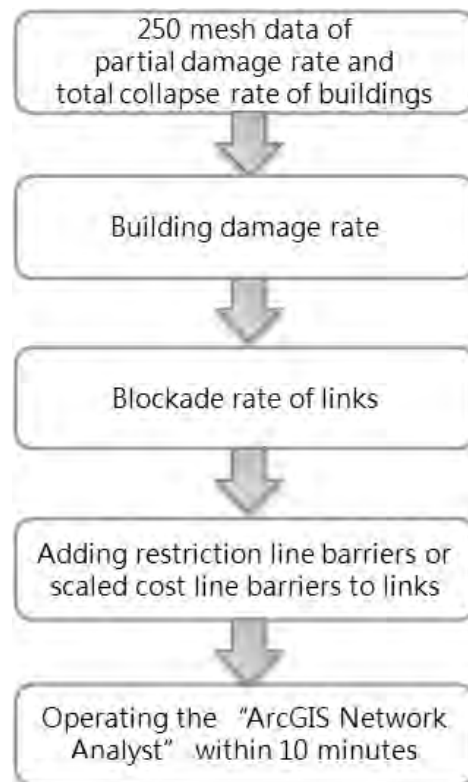 250 mesh data of
partial damage rate and
total collapse rate of buildings
Building damage rate
Blockade rate of links
Adding restriction line barriers or
scaled cost line barriers to links
Operating the “ArcGIS Network
Analyst” within 10 minutes